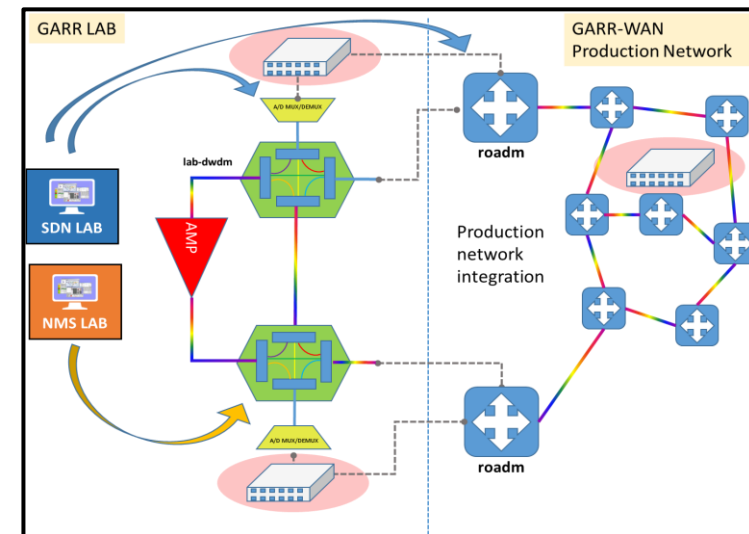 GARR LAB
GARR-WAN
Production Network
A/D MUX/DEMUX
lab-dwdm
roadm
SDN LAB
AMP
Production
network
integration
NMS LAB
A/D MUX/DEMUX
roadm